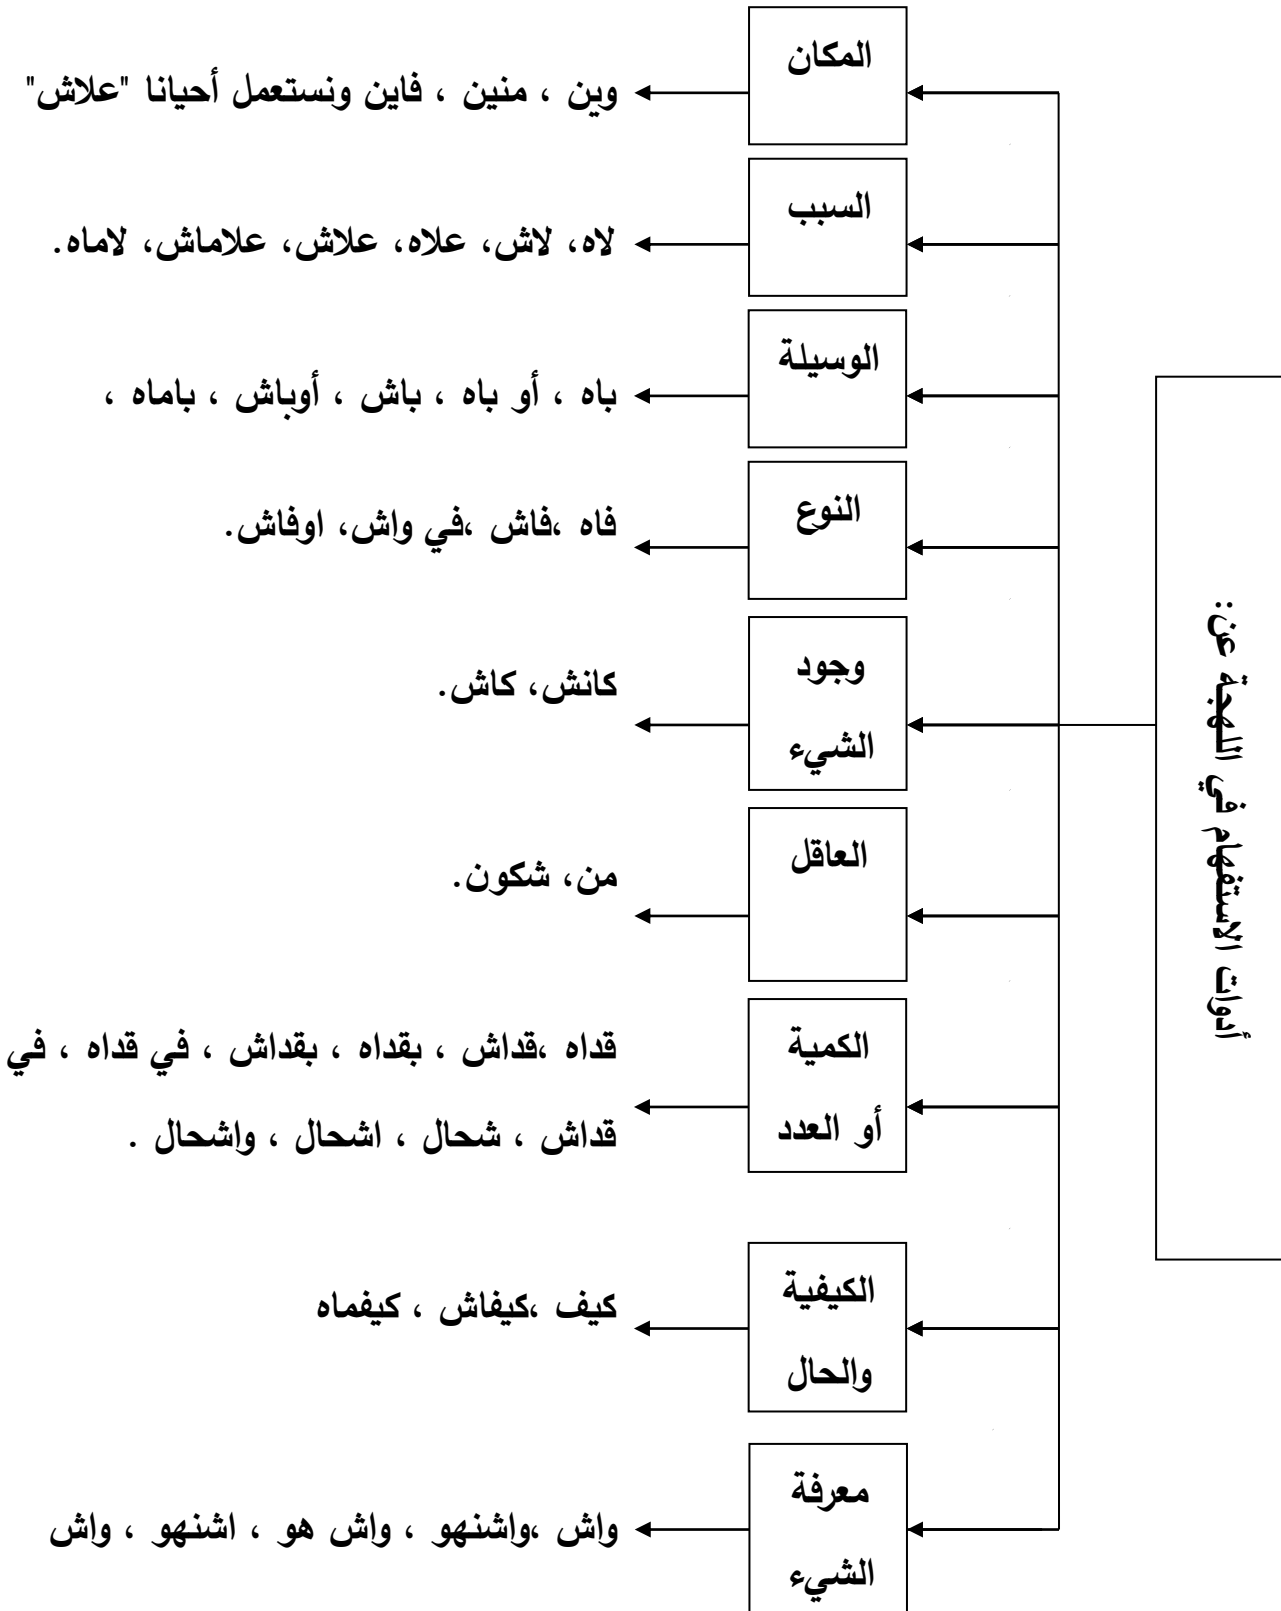 أدوات الاستفهام في اللهجة عن:
المكان
وين ، منين ، فاين ونستعمل أحيانا "علاش"
السبب
لاه، لاش، علاه، علاش، علاماش، لاماه.
الوسيلة
باه ، أو باه ، باش ، أوباش ، باماه ،
النوع
فاه ،فاش ،في واش، اوفاش.
وجود
الشيء
كانش، كاش.
العاقل
من، شكون.
الكمية
أو العدد
قداه ،قداش ، بقداه ، بقداش ، في قداه ، في
قداش ، شحال ، اشحال ، واشحال .
الكيفية
والحال
كيف ،كيفاش ، كيفماه
معرفة
الشيء
واش ،واشنهو ، واش هو ، اشنهو ، واش